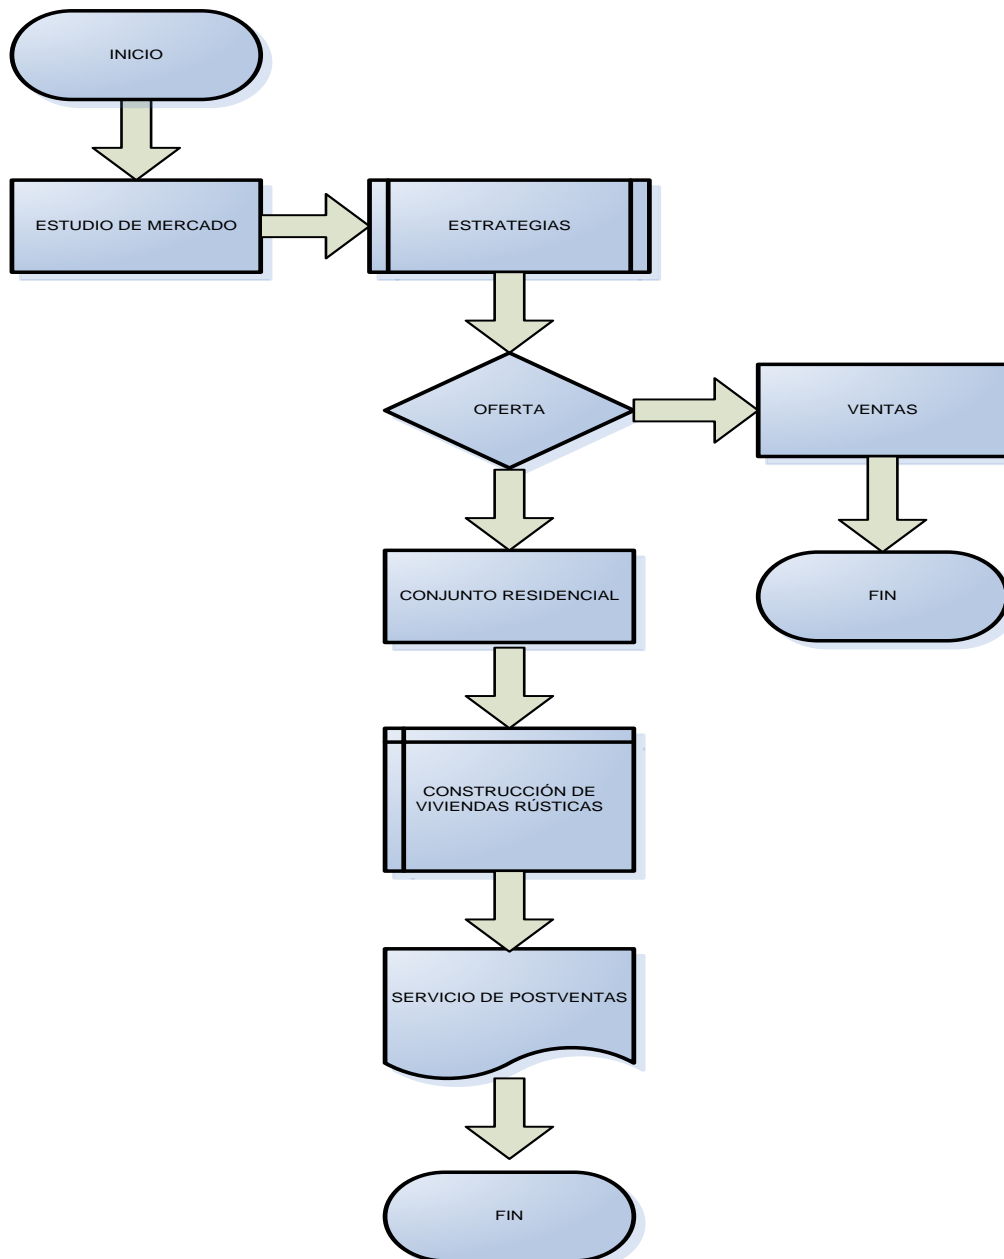 INICIO
ESTUDIO DE MERCADO
ESTRATEGIAS
OFERTA
VENTAS
CONJUNTO RESIDENCIAL
FIN
CONSTRUCCIÓN DE
VIVIENDAS RÚSTICAS
SERVICIO DE POSTVENTAS
FIN